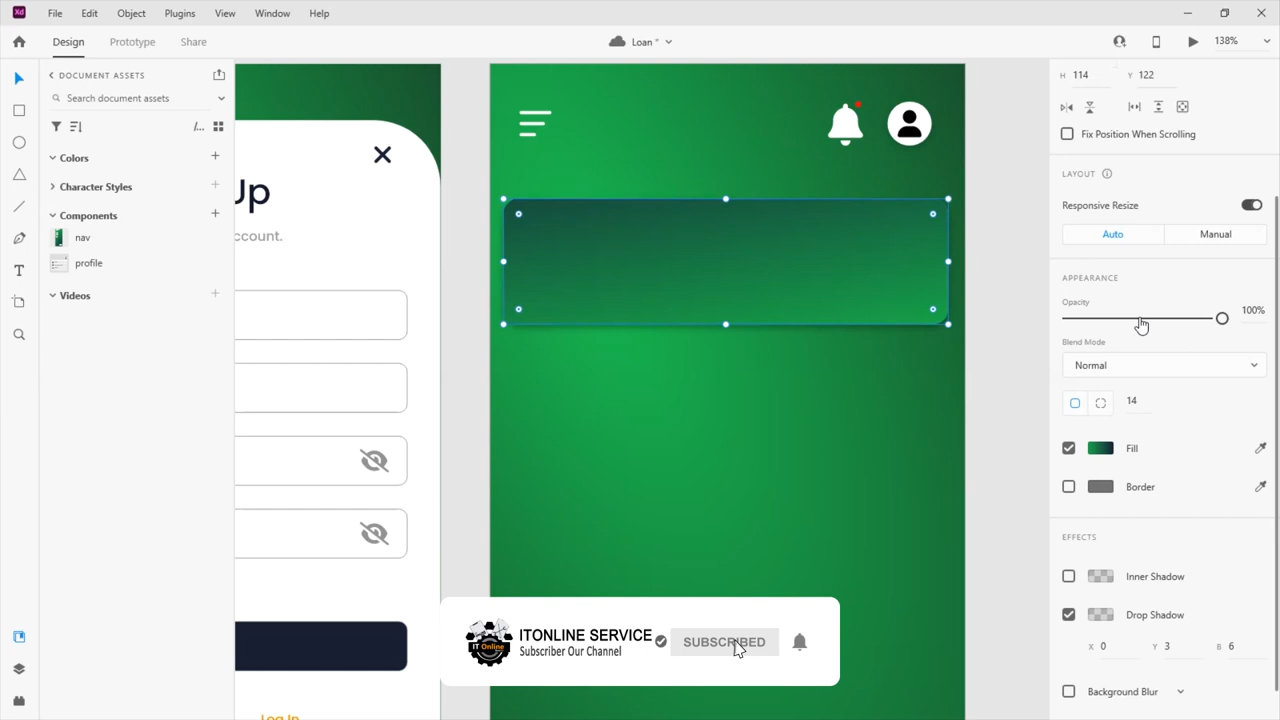 Xd File Edit Object Plugins View Window Help
Design Prototype Share Loan * 138%
DOCUMENT ASSETS
Search document assets
Colors
Character Styles
Components
nav
profile
Videos
Up
ccount.
Log In
H 114 Y 122
Fix Position When Scrolling
LAYOUT
Responsive Resize
Auto Manual
APPEARANCE
Opacity
100%
Blend Mode
Normal
14
Fill
Border
EFFECTS
Inner Shadow
Drop Shadow
X 0 Y 3 B 6
Background Blur
IT Online
ITONLINE SERVICE
Subscriber Our Channel
SUBSCRIBED